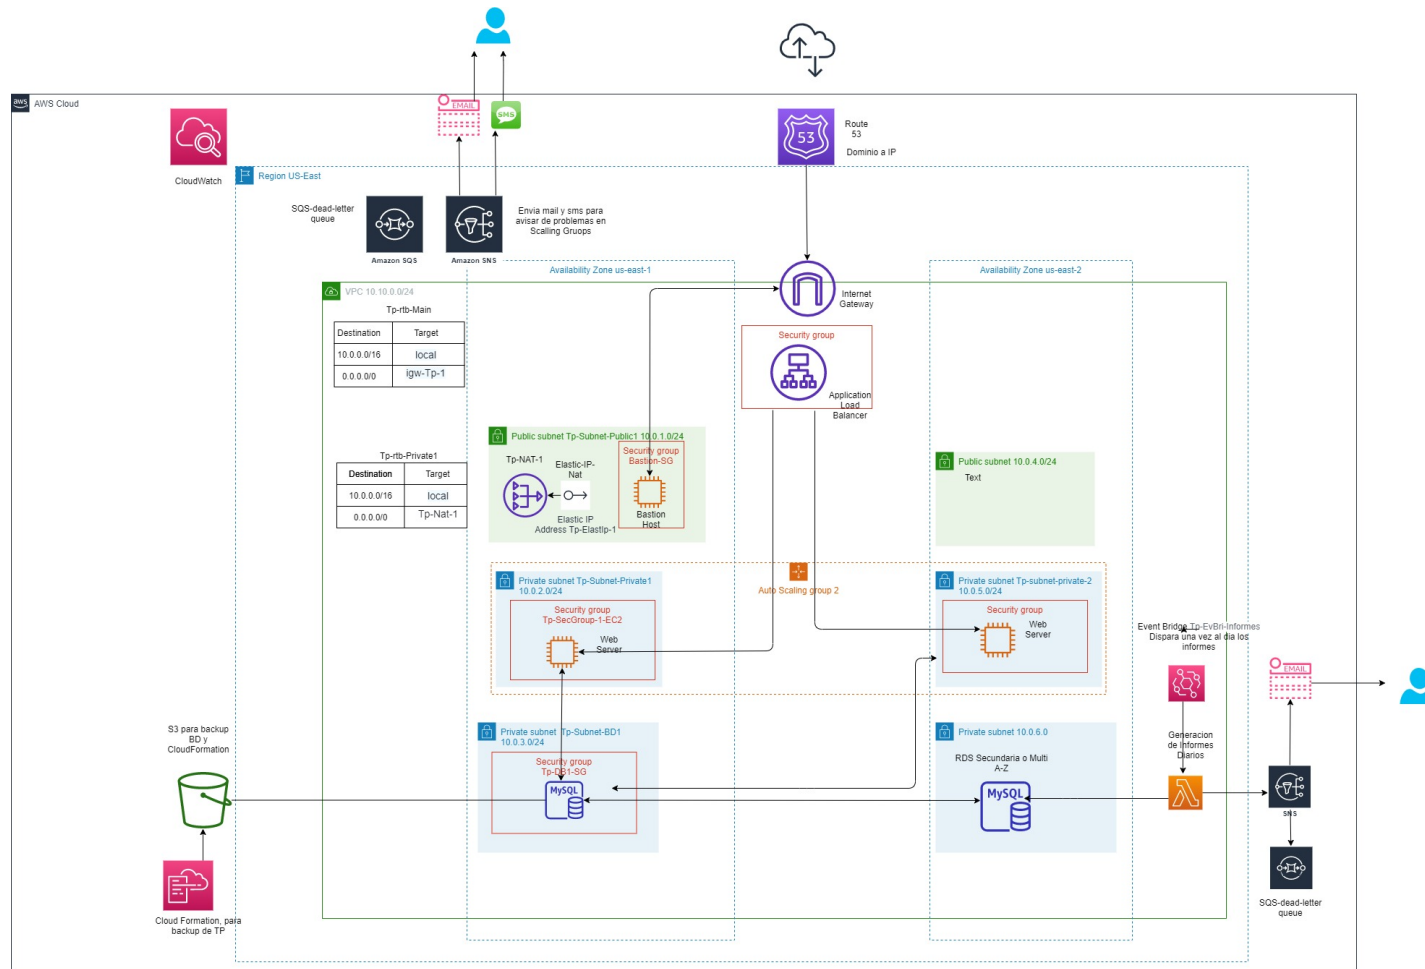 aws
AWS Cloud
EMAIL
SMS
53
Route
53
Dominio a IP
CloudWatch
Region US-East
SQS-dead-letter
queue
Amazon SQS
Amazon SNS
Envia mail y sms para
avisar de problemas en
Scalling Gruops
Availability Zone us-east-1
Availability Zone us-east-2
VPC 10.10.0.0/24
Internet
Gateway
Tp-rtb-Main
Destination
Target
10.0.0.0/16
local
0.0.0.0/0
igw-Tp-1
Security group
Application
Load
Balancer
Tp-rtb-Private1
Destination
Target
10.0.0.0/16
local
0.0.0.0/0
Tp-Nat-1
Public subnet Tp-Subnet-Public1 10.0.1.0/24
Tp-NAT-1
Elastic-IP-
Nat
Elastic IP
Address Tp-ElastIp-1
Security group
Bastion-SG
Bastion
Host
Public subnet 10.0.4.0/24
Text
Auto Scaling group 2
Private subnet Tp-Subnet-Private1
10.0.2.0/24
Security group
Tp-SecGroup-1-EC2
Web
Server
Private subnet Tp-subnet-private-2
10.0.5.0/24
Security group
Web
Server
Event Bridge Tp-EvBri-Informes
Dispara una vez al dia los
informes
EMAIL
Private subnet Tp-Subnet-BD1
10.0.3.0/24
Security group
Tp-DB1-SG
MySQL
Private subnet 10.0.6.0
RDS Secundaria o Multi
A-Z
MySQL
Generacion
de Informes
Diarios
SNS
SQS-dead-letter
queue
S3 para backup
BD y
CloudFormation
Cloud Formation, para
backup de TP